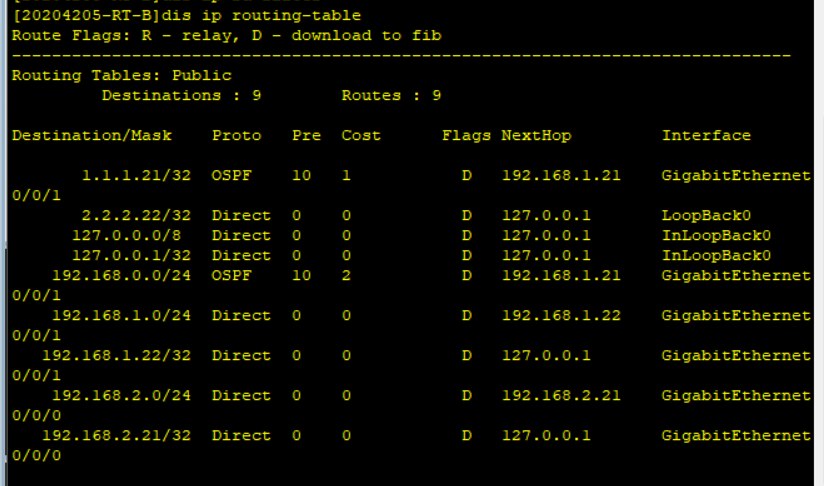 [20204205-RT-B]dis ip routing-table
Route Flags: R - relay, D - download to fib
------------------------------------------------------------------------------
Routing Tables: Public
         Destinations : 9        Routes : 9

Destination/Mask    Proto   Pre  Cost      Flags NextHop         Interface

       1.1.1.21/32  OSPF    10   1           D   192.168.1.21    GigabitEthernet
0/0/1
       2.2.2.22/32  Direct  0    0           D   127.0.0.1       LoopBack0
      127.0.0.0/8   Direct  0    0           D   127.0.0.1       InLoopBack0
      127.0.0.1/32  Direct  0    0           D   127.0.0.1       InLoopBack0
    192.168.0.0/24  OSPF    10   2           D   192.168.1.21    GigabitEthernet
0/0/1
    192.168.1.0/24  Direct  0    0           D   192.168.1.22    GigabitEthernet
0/0/1
   192.168.1.22/32  Direct  0    0           D   127.0.0.1       GigabitEthernet
0/0/1
    192.168.2.0/24  Direct  0    0           D   192.168.2.21    GigabitEthernet
0/0/0
   192.168.2.21/32  Direct  0    0           D   127.0.0.1       GigabitEthernet
0/0/0